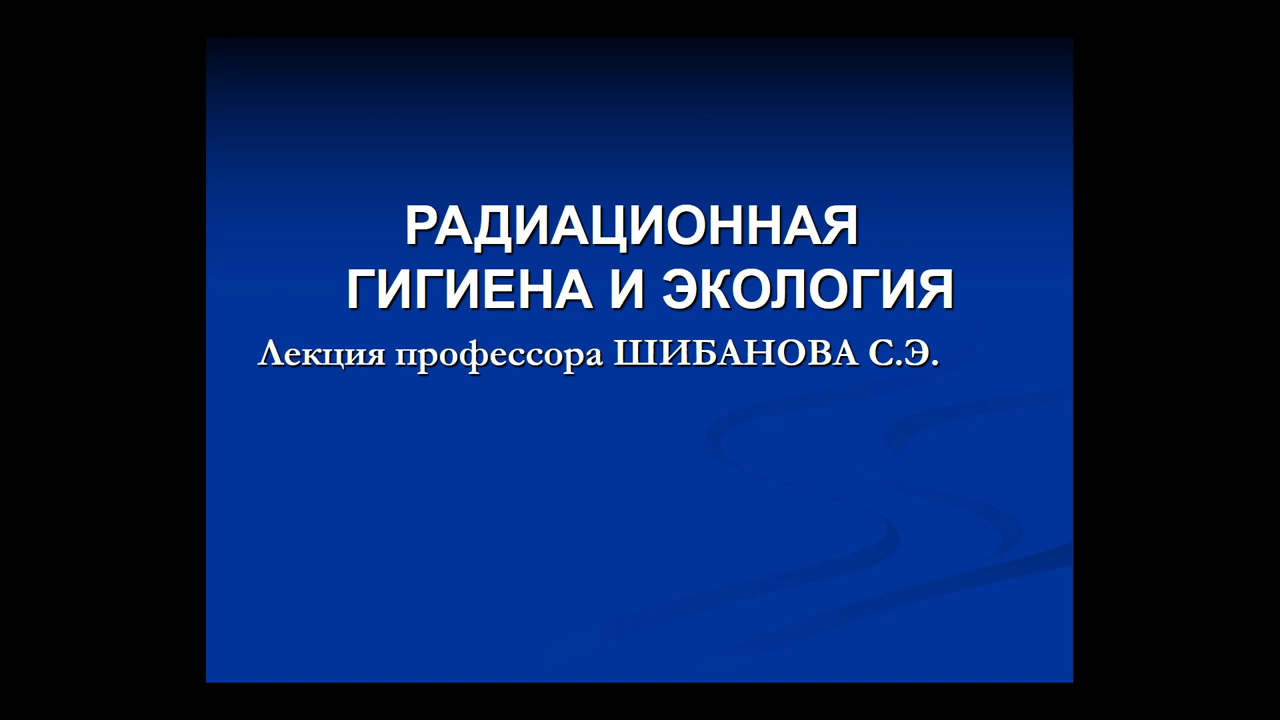 РАДИАЦИОННАЯ
ГИГИЕНА И ЭКОЛОГИЯ
Лекция профессора ШИБАНОВА С.Э.